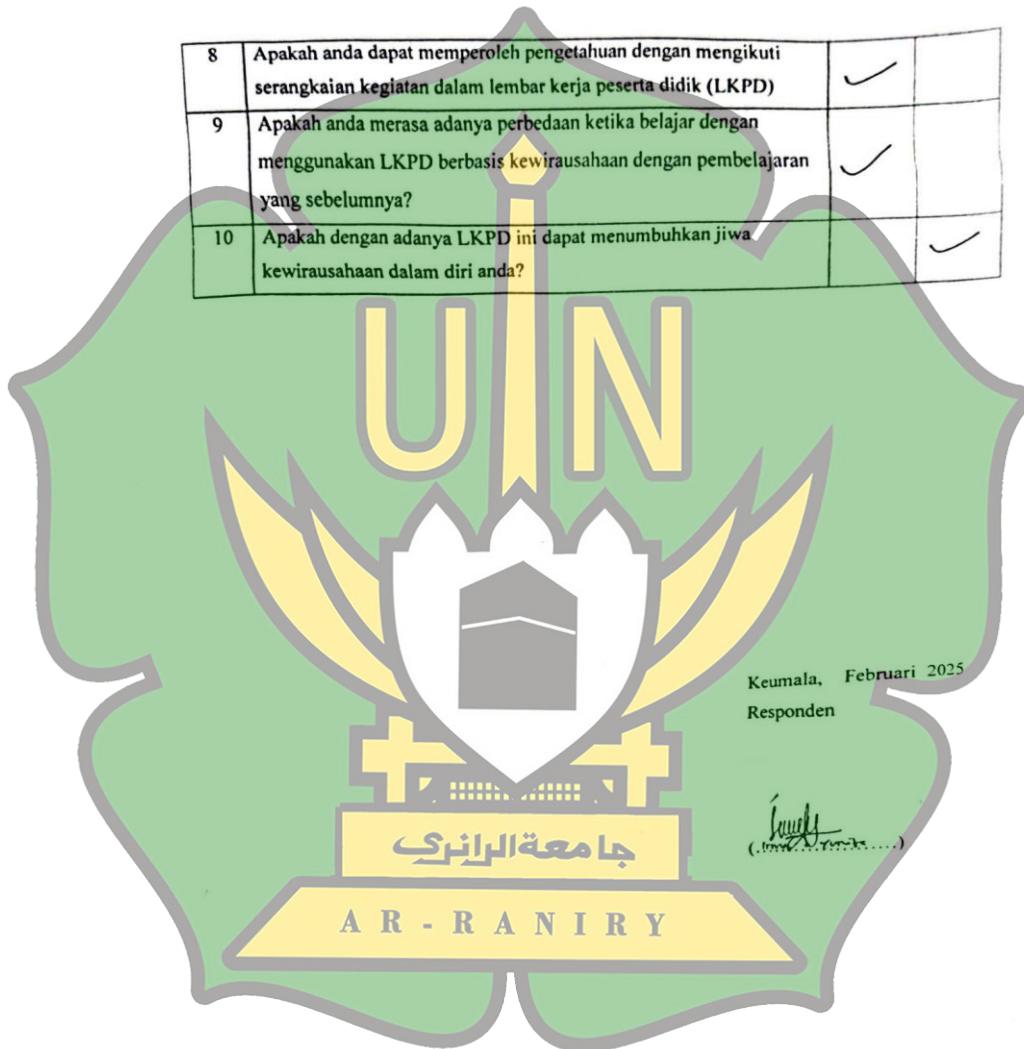 8 Apakah anda dapat memperoleh pengetahuan dengan mengikuti ✓
serangkaian kegiatan dalam lembar kerja peserta didik (LKPD)
9 Apakah anda merasa adanya perbedaan ketika belajar dengan
menggunakan LKPD berbasis kewirausahaan dengan pembelajaran ✓
yang sebelumnya?
10 Apakah dengan adanya LKPD ini dapat menumbuhkan jiwa ✓
kewirausahaan dalam diri anda?
UIN
Keumala, Februari 2025
Responden
جامعة الرانري
AR-RANIRY